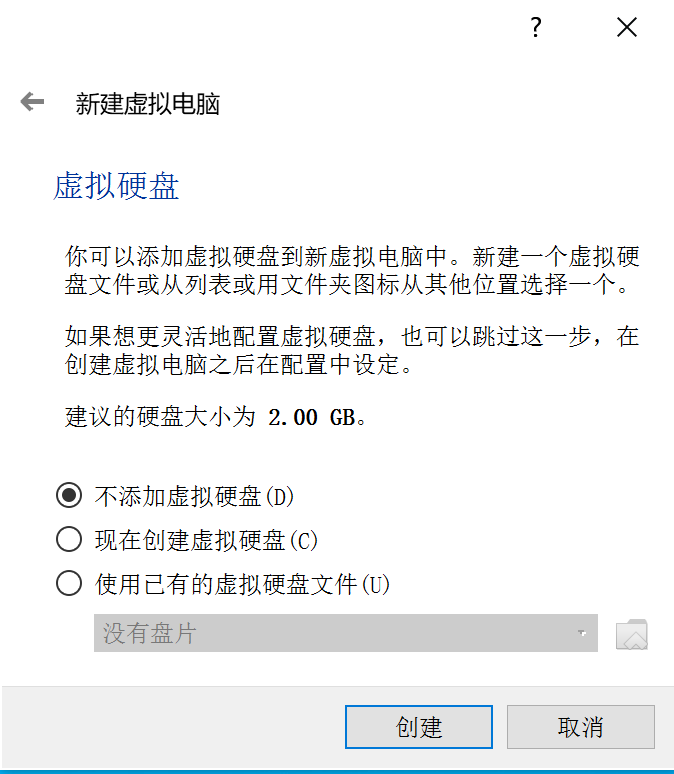 ?
新建虚拟电脑
虚拟硬盘
你可以添加虚拟硬盘到新虚拟电脑中。新建一个虚拟硬
盘文件或从列表或用文件夹图标从其他位置选择一个。
如果想更灵活地配置虚拟硬盘，也可以跳过这一步，在
创建虚拟电脑之后在配置中设定。
建议的硬盘大小为 2.00 GB。
不添加虚拟硬盘(D)
现在创建虚拟硬盘(C)
使用已有的虚拟硬盘文件(U)
没有盘片
创建 取消